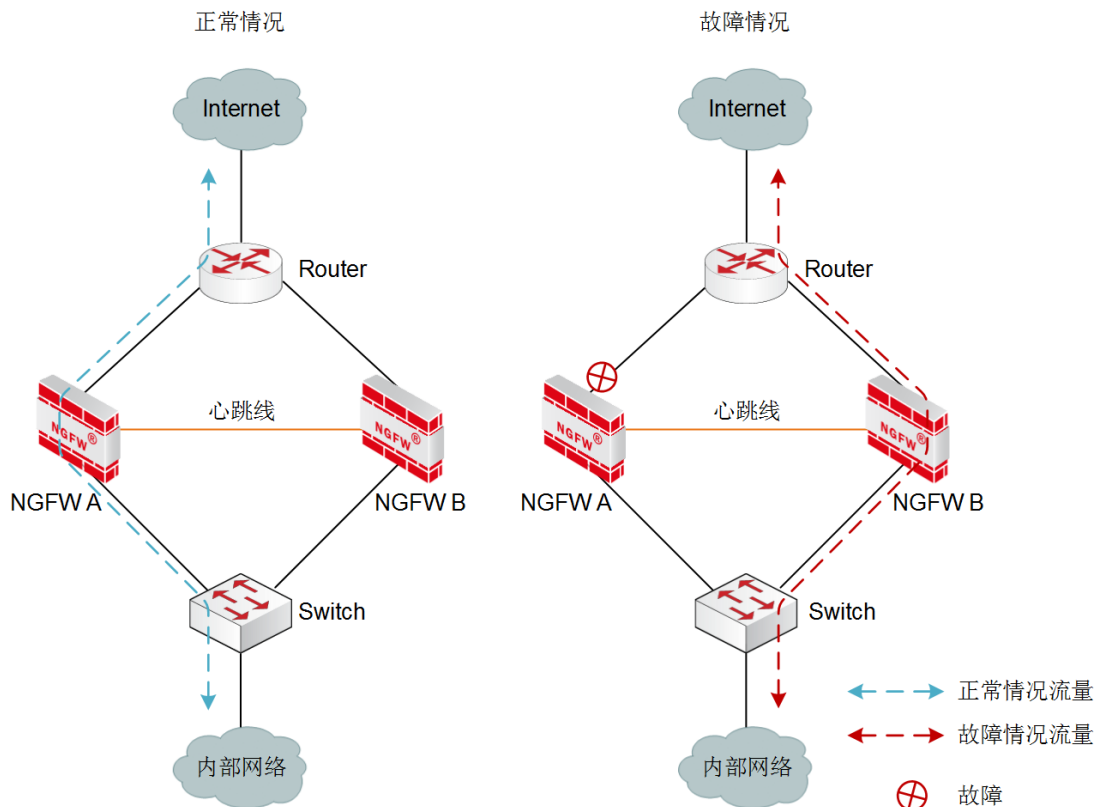 正常情况
故障情况
Internet
Internet
Router
Router
心跳线
心跳线
NGFW®
NGFW®
NGFW®
NGFW®
NGFW A
NGFW B
NGFW A
NGFW B
Switch
Switch
正常情况流量
故障情况流量
内部网络
内部网络
故障